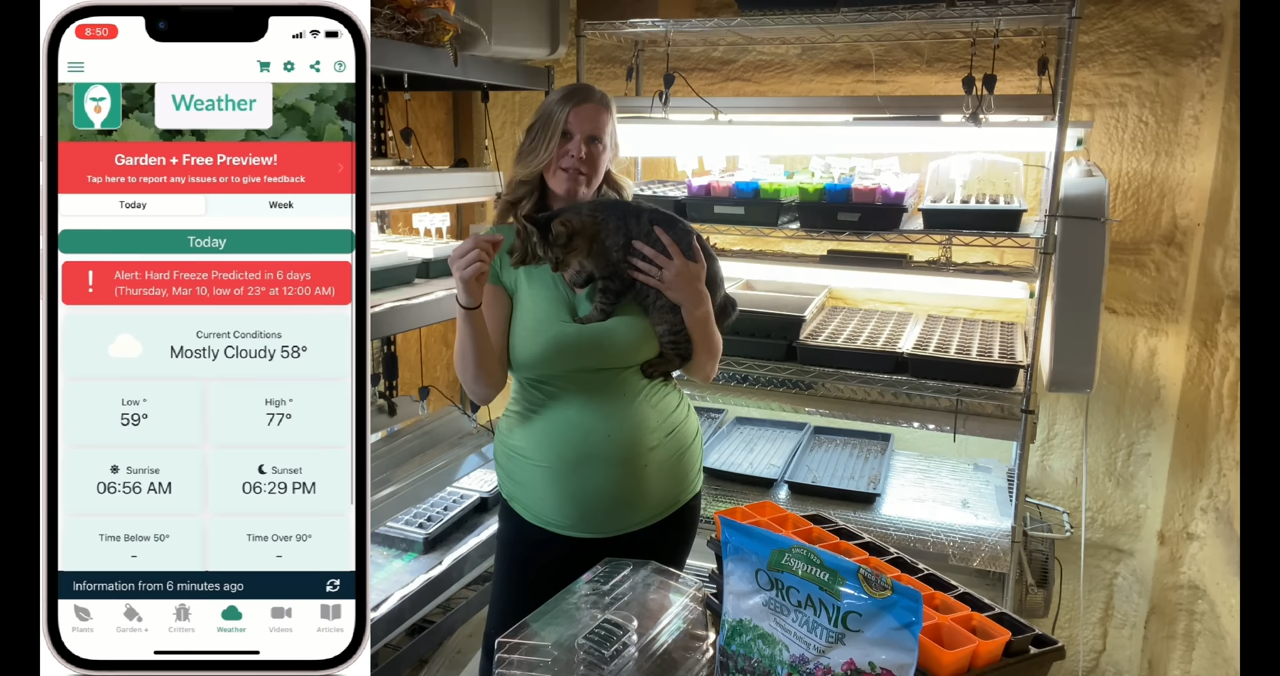 8:50
Weather
Garden + Free Preview!
Tap here to report any issues or to give feedback
Today
Week
Today
! Alert: Hard Freeze Predicted in 6 days
(Thursday, Mar 10, low of 23° at 12:00 AM)
Current Conditions
Mostly Cloudy 58°
Low °
59°
High °
77°
Sunrise
06:56 AM
Sunset
06:29 PM
Time Below 50°
-
Time Over 90°
-
Information from 6 minutes ago
Plants
Garden +
Critters
Weather
Videos
Articles
SINCE 1929
Espoma
ORGANIC
SEED STARTER
Premium Potting Mix